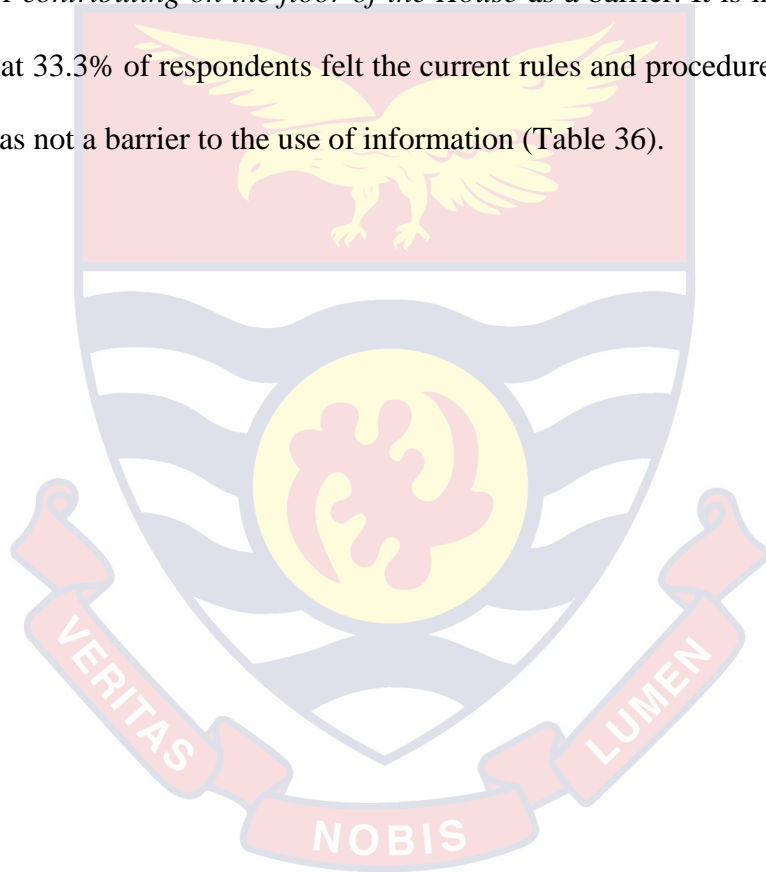 contributing on the floor of the House as a barrier. It is
at 33.3% of respondents felt the current rules and procedure
as not a barrier to the use of information (Table 36).
VERITAS
NOBIS
LUMEN